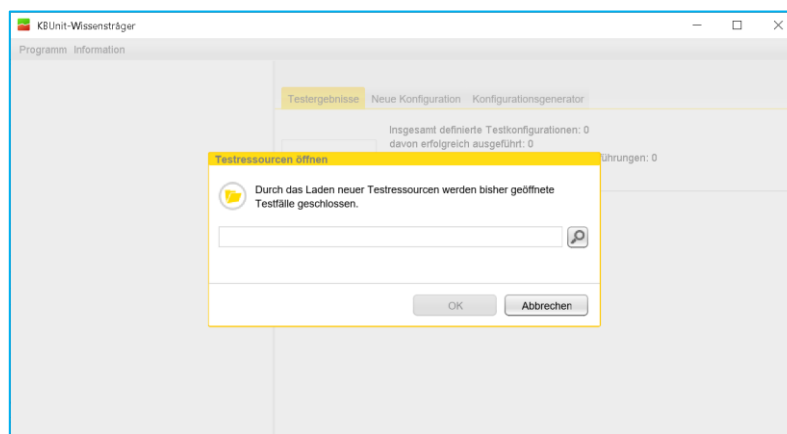 KBUnit-Wissensträger
Programm Information
Testergebnisse Neue Konfiguration Konfigurationsgenerator
Insgesamt definierte Testkonfigurationen: 0
davon erfolgreich ausgeführt: 0
ührungen: 0
Testressourcen öffnen
Durch das Laden neuer Testressourcen werden bisher geöffnete
Testfälle geschlossen.
OK Abbrechen